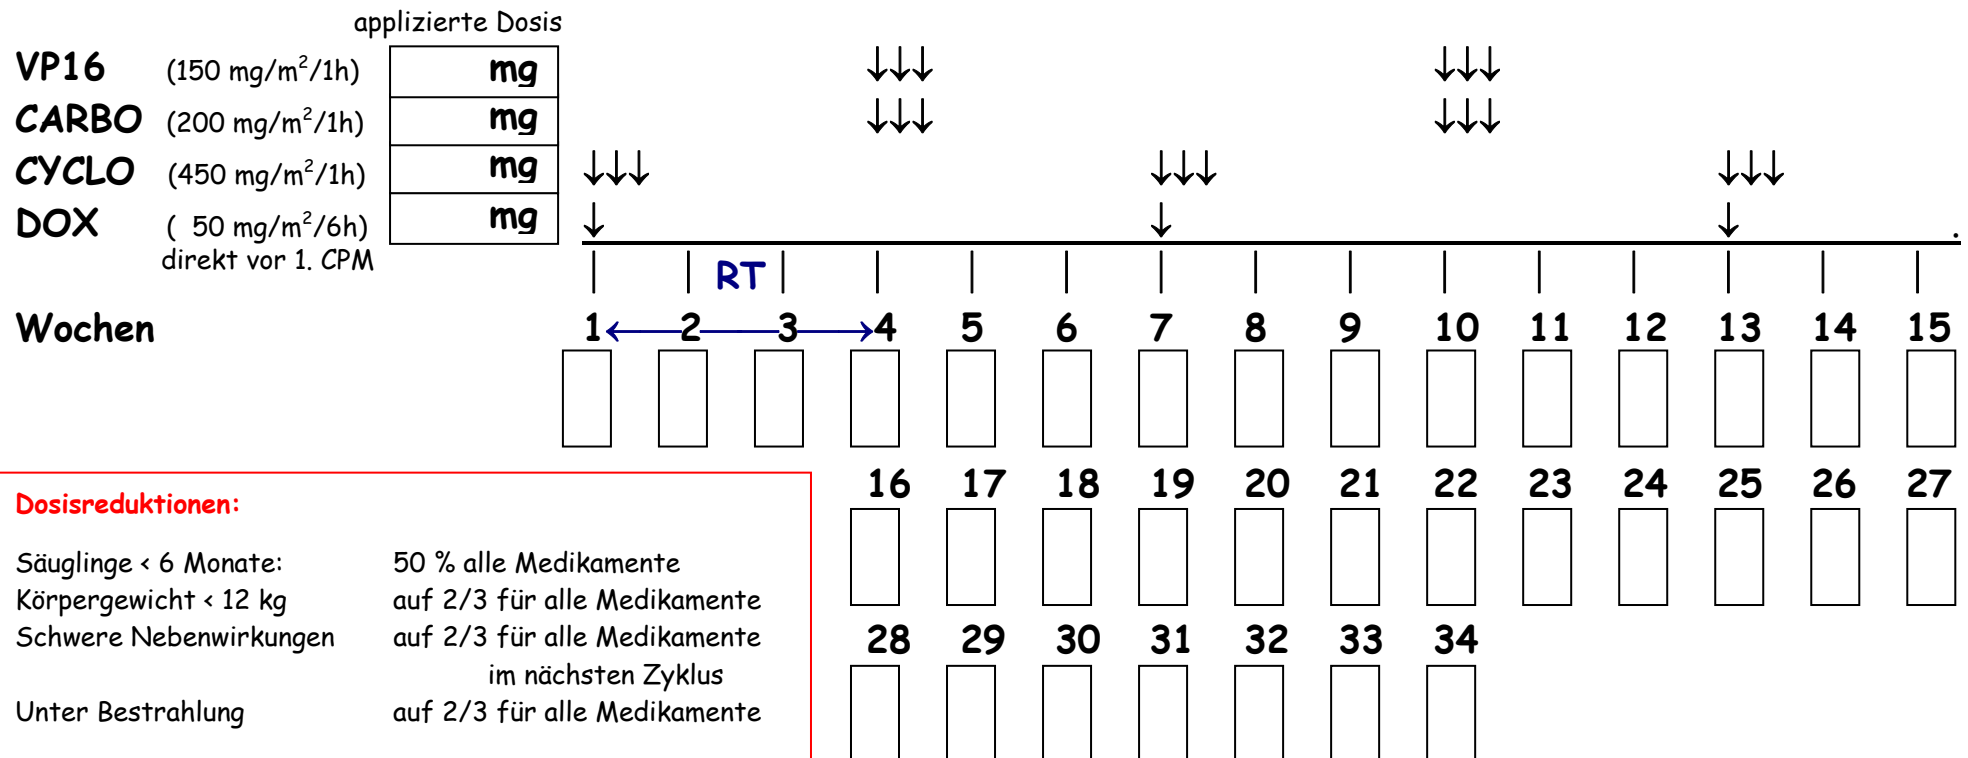 applizierte Dosis
VP16 (150 mg/m²/1h) mg ↓↓↓ ↓↓↓
CARBO (200 mg/m²/1h) mg ↓↓↓ ↓↓↓
CYCLO (450 mg/m²/1h) mg ↓↓↓ ↓↓↓ ↓↓↓
DOX ( 50 mg/m²/6h) mg ↓ ↓ ↓ .
direkt vor 1. CPM
RT
Wochen 1 2 3 4 5 6 7 8 9 10 11 12 13 14 15
16 17 18 19 20 21 22 23 24 25 26 27
28 29 30 31 32 33 34
Dosisreduktionen:
Säuglinge < 6 Monate: 50 % alle Medikamente
Körpergewicht < 12 kg auf 2/3 für alle Medikamente
Schwere Nebenwirkungen auf 2/3 für alle Medikamente
im nächsten Zyklus
Unter Bestrahlung auf 2/3 für alle Medikamente